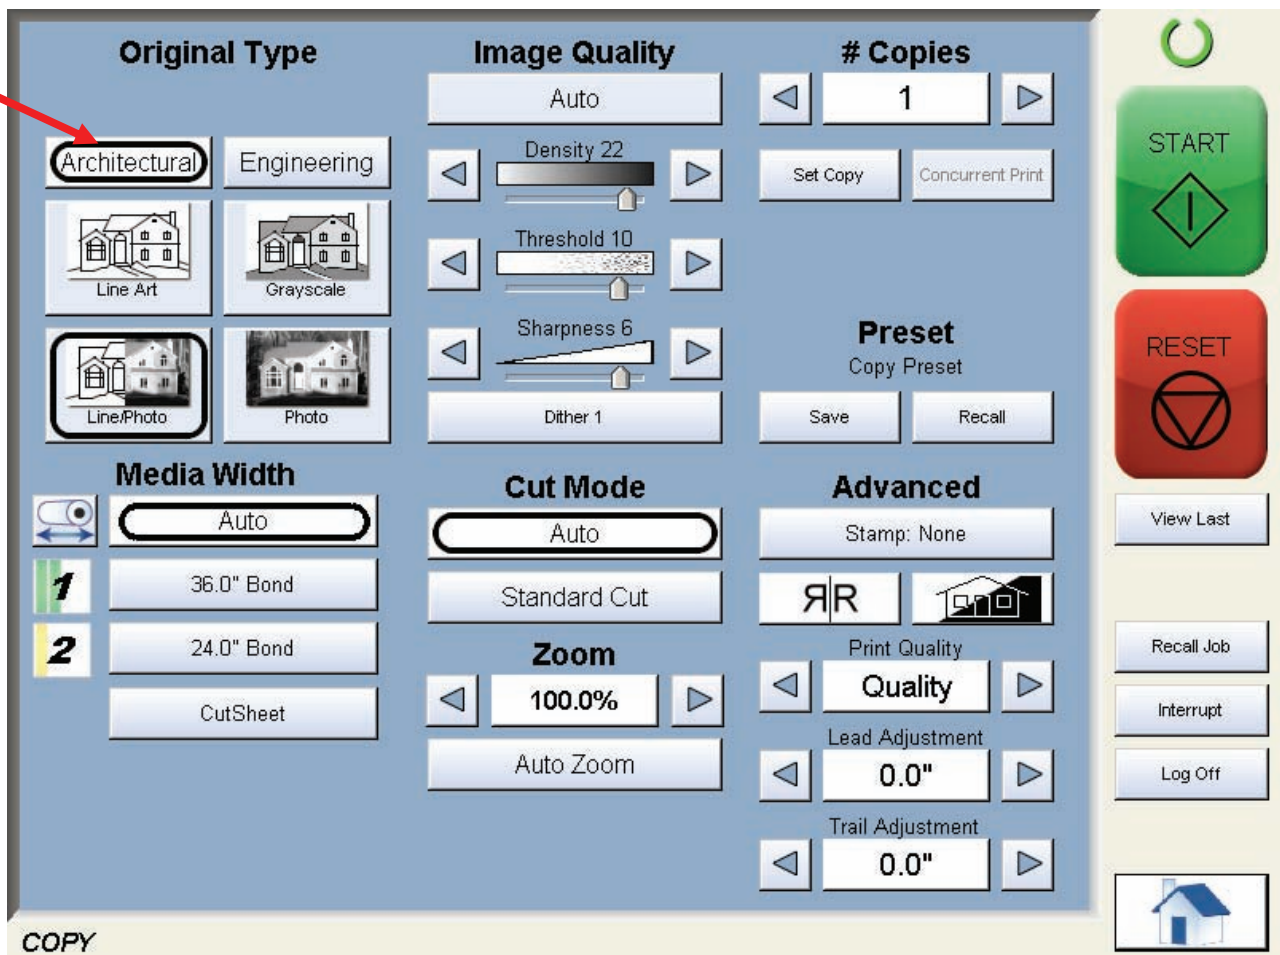 Original Type
Architectural
Engineering
Line Art
Grayscale
Line/Photo
Photo
Media Width
Auto
1
36.0" Bond
2
24.0" Bond
CutSheet
Image Quality
Auto
Density 22
Threshold 10
Sharpness 6
Dither 1
Cut Mode
Auto
Standard Cut
Zoom
100.0%
Auto Zoom
# Copies
1
Set Copy
Concurrent Print
Preset
Copy Preset
Save
Recall
Advanced
Stamp: None
ЯR
Print Quality
Quality
Lead Adjustment
0.0"
Trail Adjustment
0.0"
START
RESET
View Last
Recall Job
Interrupt
Log Off
COPY